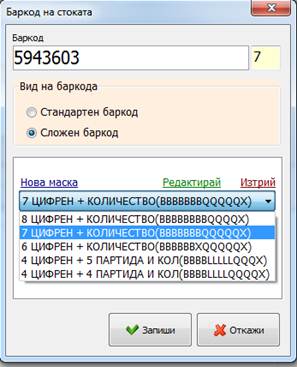 Баркод на стоката
Баркод
5943603 7
Вид на баркода
Стандартен баркод
Сложен баркод
Нова маска Редактирай Изтрий
7 ЦИФРЕН + КОЛИЧЕСТВО(BBBBBBBQQQQQX)
8 ЦИФРЕН + КОЛИЧЕСТВО(BBBBBBBBQQQQX)
7 ЦИФРЕН + КОЛИЧЕСТВО(BBBBBBBQQQQQX)
6 ЦИФРЕН + КОЛИЧЕСТВО(BBBBBBXQQQQQX)
4 ЦИФРЕН + 5 ПАРТИДА И КОЛ(BBBBLLLLLQQQX)
4 ЦИФРЕН + 4 ПАРТИДА И КОЛ(BBBBLLLLQQQQX)
Запиши Откажи